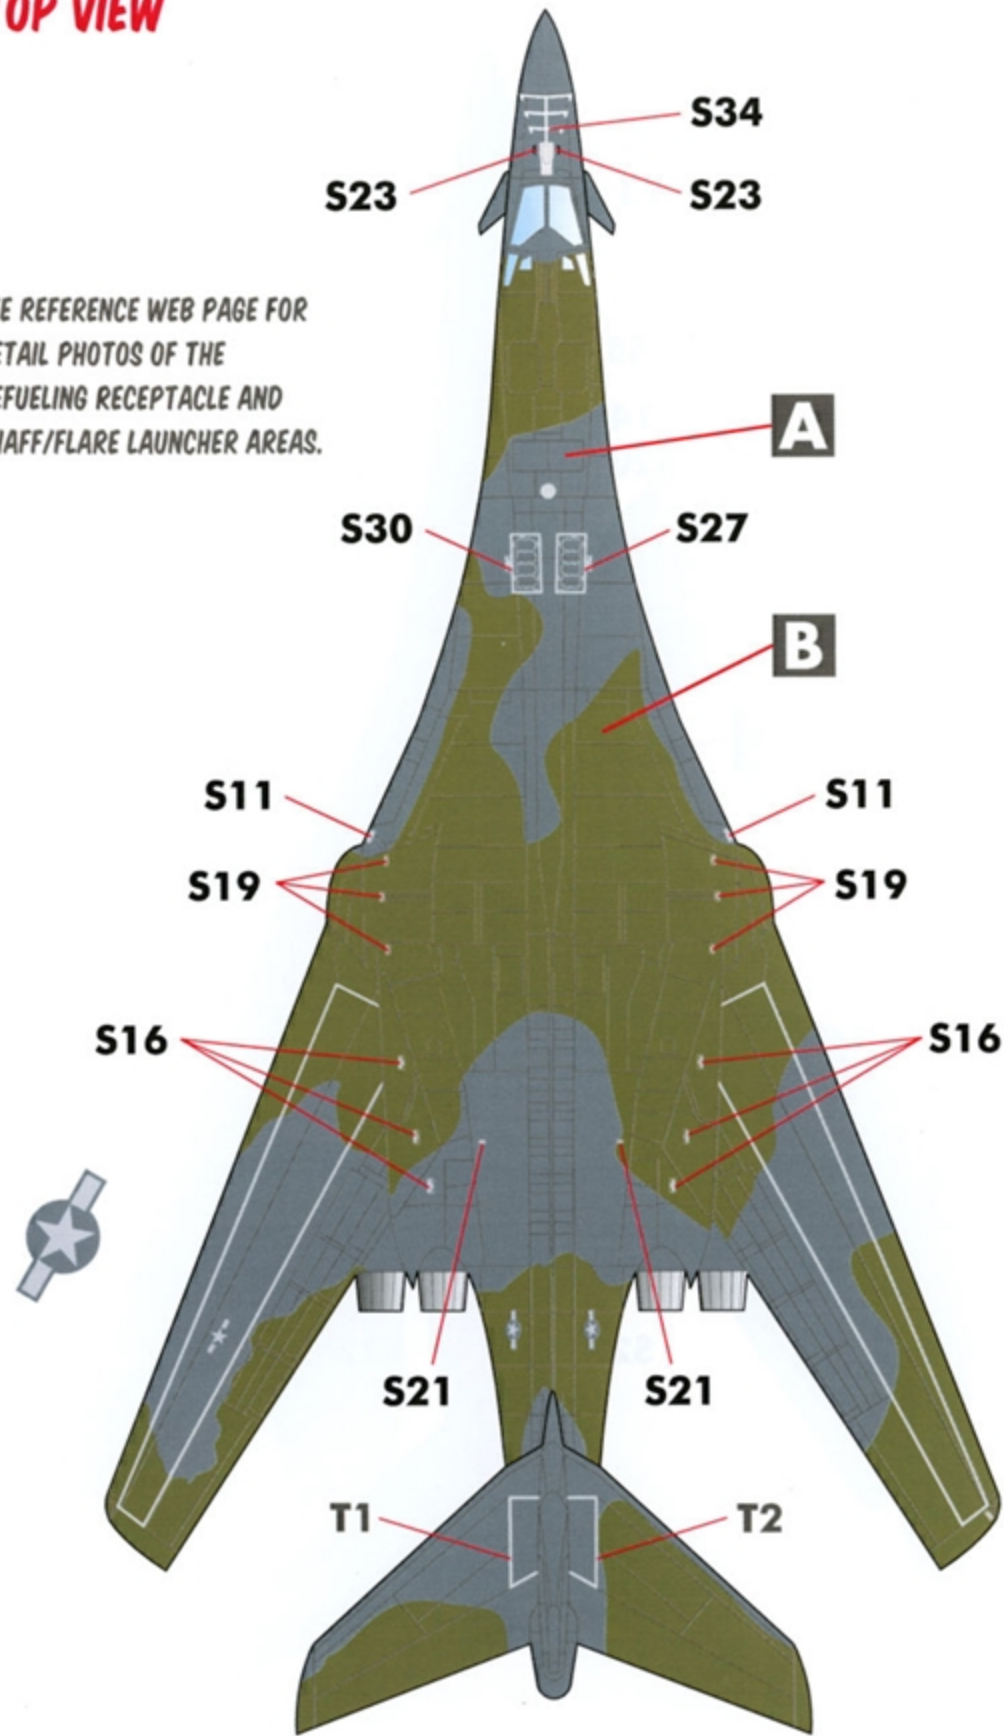 OP VIEW
S34
S23
S23
E REFERENCE WEB PAGE FOR
ETAIL PHOTOS OF THE
EFUELING RECEPTACLE AND
HAFF/FLARE LAUNCHER AREAS.
A
S30
S27
B
S11
S11
S19
S19
S16
S16
S21
S21
T1
T2